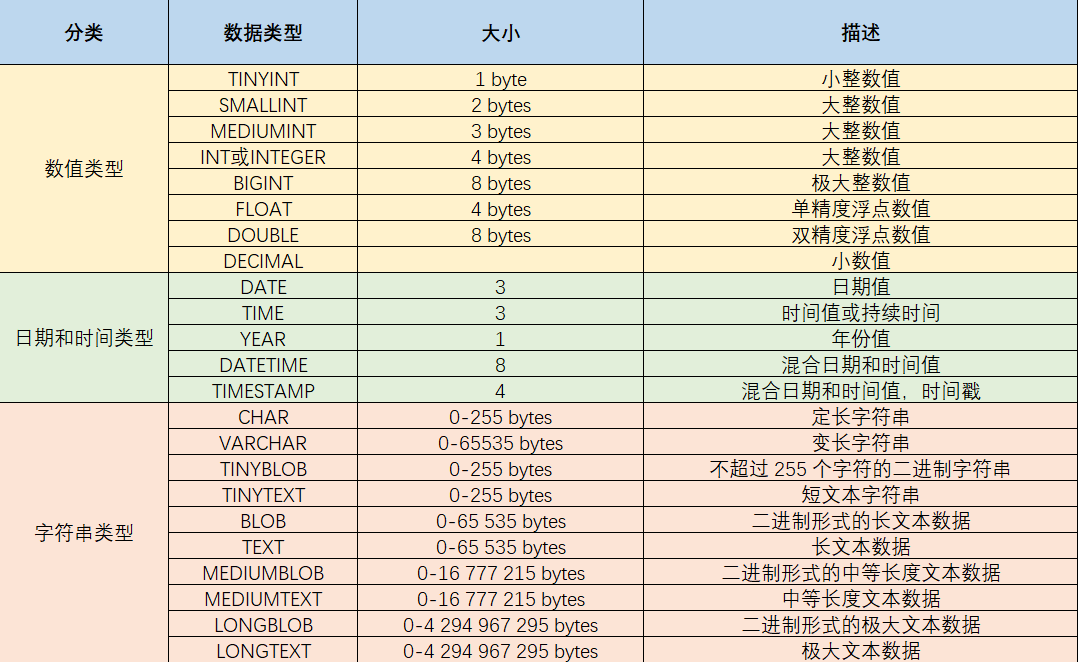 分类 数据类型 大小 描述
数值类型
TINYINT 1 byte 小整数值
SMALLINT 2 bytes 大整数值
MEDIUMINT 3 bytes 大整数值
INT或INTEGER 4 bytes 大整数值
BIGINT 8 bytes 极大整数值
FLOAT 4 bytes 单精度浮点数值
DOUBLE 8 bytes 双精度浮点数值
DECIMAL 小数值
日期和时间类型
DATE 3 日期值
TIME 3 时间值或持续时间
YEAR 1 年份值
DATETIME 8 混合日期和时间值
TIMESTAMP 4 混合日期和时间值，时间戳
字符串类型
CHAR 0-255 bytes 定长字符串
VARCHAR 0-65535 bytes 变长字符串
TINYBLOB 0-255 bytes 不超过 255 个字符的二进制字符串
TINYTEXT 0-255 bytes 短文本字符串
BLOB 0-65 535 bytes 二进制形式的长文本数据
TEXT 0-65 535 bytes 长文本数据
MEDIUMBLOB 0-16 777 215 bytes 二进制形式的中等长度文本数据
MEDIUMTEXT 0-16 777 215 bytes 中等长度文本数据
LONGBLOB 0-4 294 967 295 bytes 二进制形式的极大文本数据
LONGTEXT 0-4 294 967 295 bytes 极大文本数据